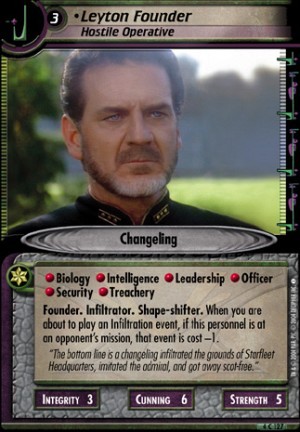 3
• Leyton Founder
Hostile Operative
Changeling
Biology Intelligence Leadership Officer
Security Treachery
Founder. Infiltrator. Shape-shifter. When you are
about to play an Infiltration event, if this personnel is at
an opponent's mission, that event is cost -1.
"The bottom line is a changeling infiltrated the grounds of Starfleet
Headquarters, imitated the admiral, and got away scot-free."
INTEGRITY 3 CUNNING 6 STRENGTH 5